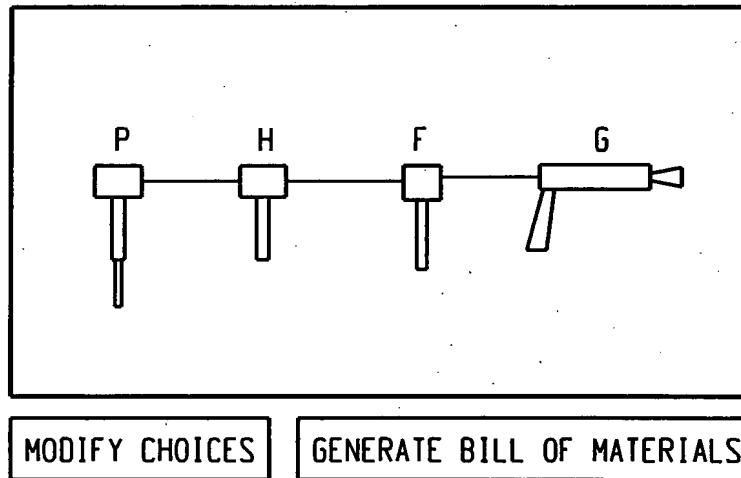 P H F G
MODIFY CHOICES GENERATE BILL OF MATERIALS